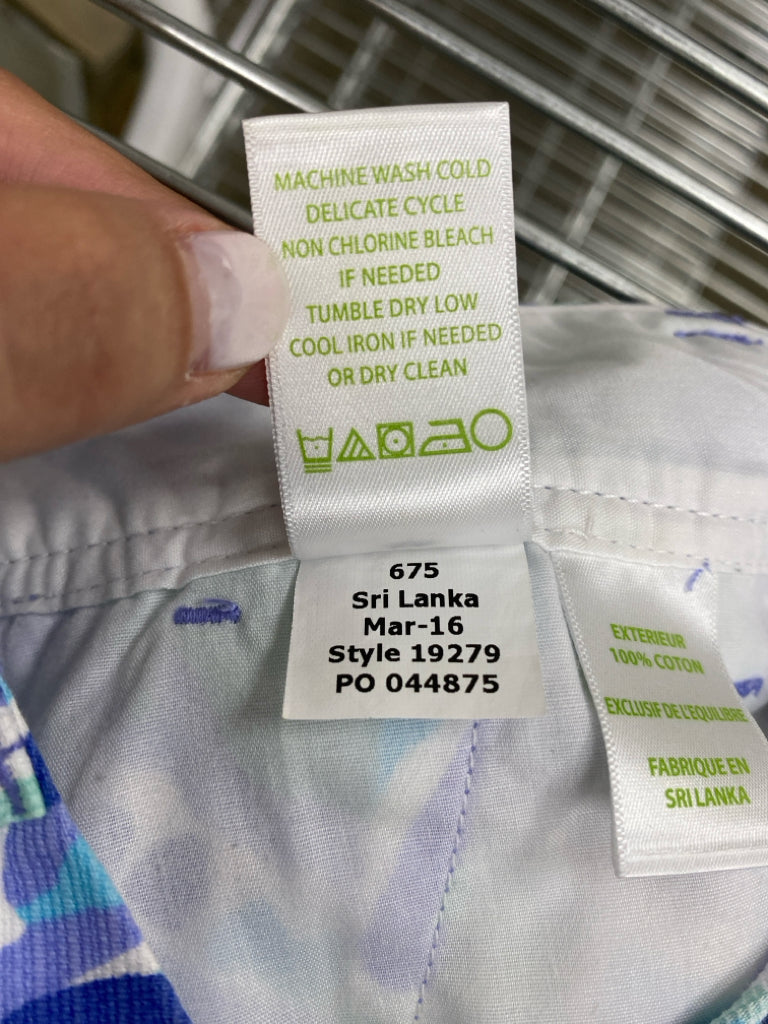 MACHINE WASH COLD
DELICATE CYCLE
NON CHLORINE BLEACH
IF NEEDED
TUMBLE DRY LOW
COOL IRON IF NEEDED
OR DRY CLEAN
675
Sri Lanka
Mar-16
Style 19279
PO 044875
EXTERIEUR
100% COTON
EXCLUSIF DE L'EQUILIBRE
FABRIQUE EN
SRI LANKA